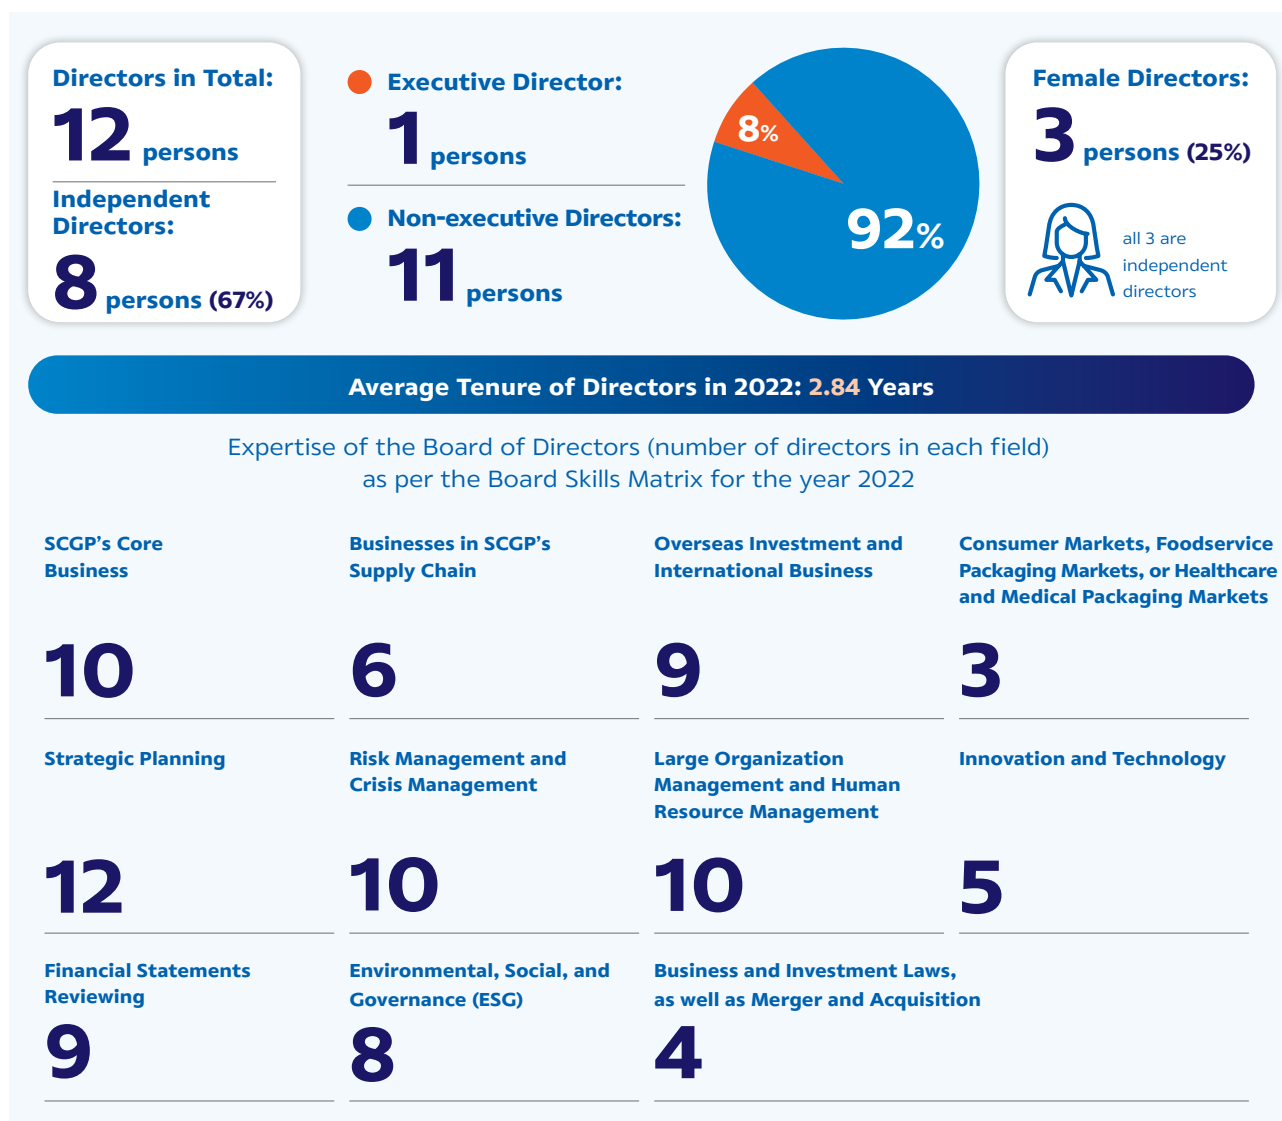 Directors in Total:
12 persons
Independent
Directors:
8 persons (67%)
Executive Director:
1 persons
Non-executive Directors:
11 persons
8%
92%
Female Directors:
3 persons (25%)
all 3 are
independent
directors
Average Tenure of Directors in 2022: 2.84 Years
Expertise of the Board of Directors (number of directors in each field)
as per the Board Skills Matrix for the year 2022
SCGP’s Core
Business
10
Businesses in SCGP’s
Supply Chain
6
Overseas Investment and
International Business
9
Consumer Markets, Foodservice
Packaging Markets, or Healthcare
and Medical Packaging Markets
3
Strategic Planning
12
Risk Management and
Crisis Management
10
Large Organization
Management and Human
Resource Management
10
Innovation and Technology
5
Financial Statements
Reviewing
9
Environmental, Social, and
Governance (ESG)
8
Business and Investment Laws,
as well as Merger and Acquisition
4